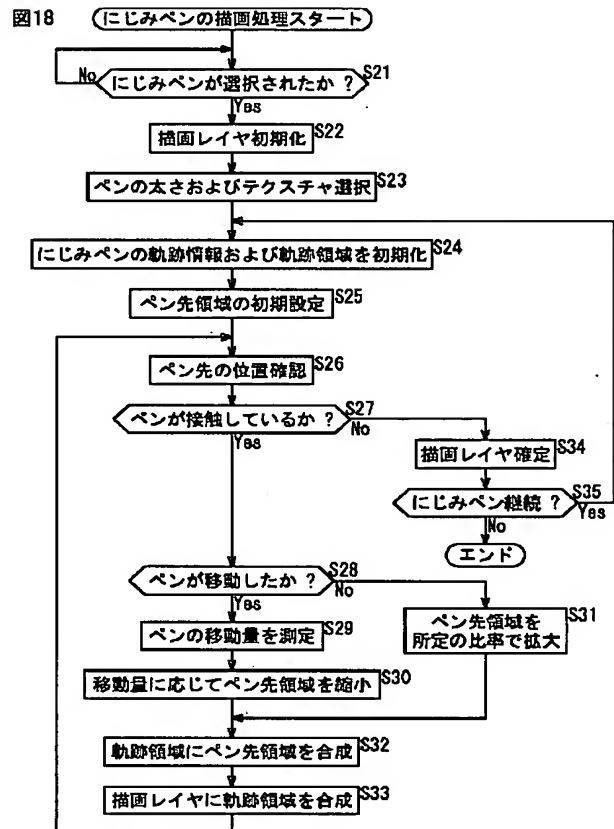 図18
にじみペンの描画処理スタート
No
にじみペンが選択されたか ?
S21
Yes
描画レイヤ初期化
S22
ペンの太さおよびテクスチャ選択
S23
にじみペンの軌跡情報および軌跡領域を初期化
S24
ペン先領域の初期設定
S25
ペン先の位置確認
S26
ペンが接触しているか ?
S27
No
Yes
描画レイヤ確定
S34
にじみペン継続 ?
S35
Yes
No
エンド
ペンが移動したか ?
S28
No
Yes
ペンの移動量を測定
S29
ペン先領域を
所定の比率で拡大
S31
移動量に応じてペン先領域を縮小
S30
軌跡領域にペン先領域を合成
S32
描画レイヤに軌跡領域を合成
S33